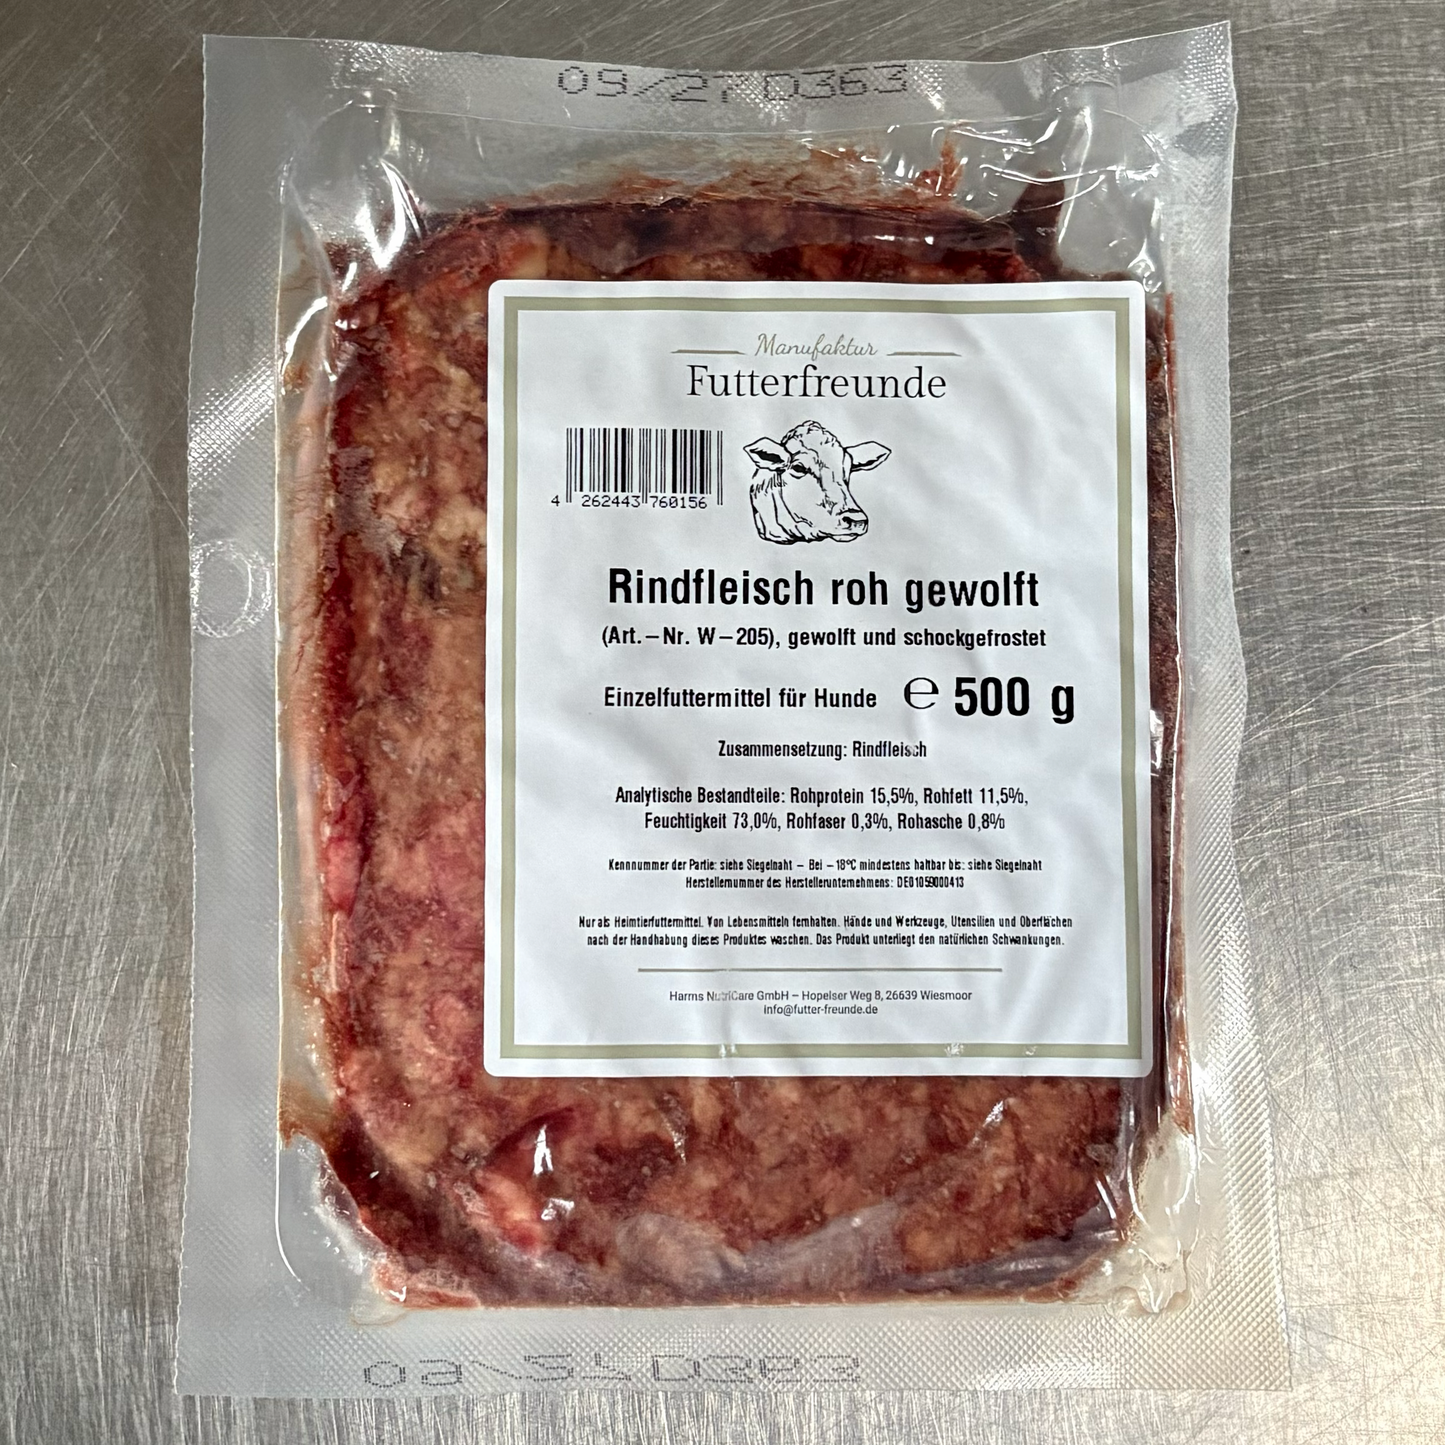 09/27 D363
Manufaktur
Futterfreunde
4 262443 760156
Rindfleisch roh gewolft
(Art.-Nr. W-205), gewolft und schockgefrostet
Einzelfuttermittel für Hunde ℮ 500 g
Zusammensetzung: Rindfleisch
Analytische Bestandteile: Rohprotein 15,5%, Rohfett 11,5%,
Feuchtigkeit 73,0%, Rohfaser 0,3%, Rohasche 0,8%
Kennnummer der Partie: siehe Siegelnaht - Bei -18°C mindestens haltbar bis: siehe Siegelnaht
Herstellernummer des Herstellerunternehmens: DE01059000413
Nur als Heimtierfuttermittel. Von Lebensmitteln fernhalten. Hände und Werkzeuge, Utensilien und Oberflächen
nach der Handhabung dieses Produktes waschen. Das Produkt unterliegt den natürlichen Schwankungen.
Harms NutriCare GmbH – Hopelser Weg 8, 26639 Wiesmoor
info@futter-freunde.de